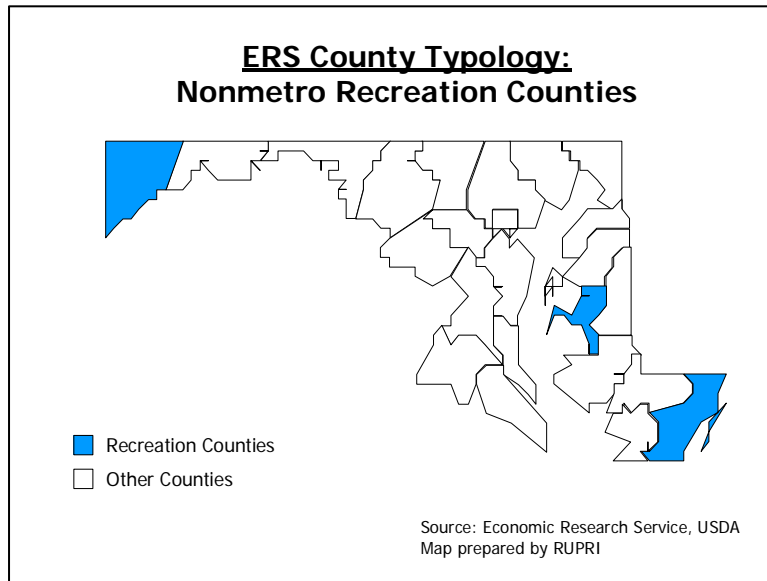 ERS County Typology:
Nonmetro Recreation Counties
Recreation Counties
Other Counties
Source: Economic Research Service, USDA
Map prepared by RUPRI